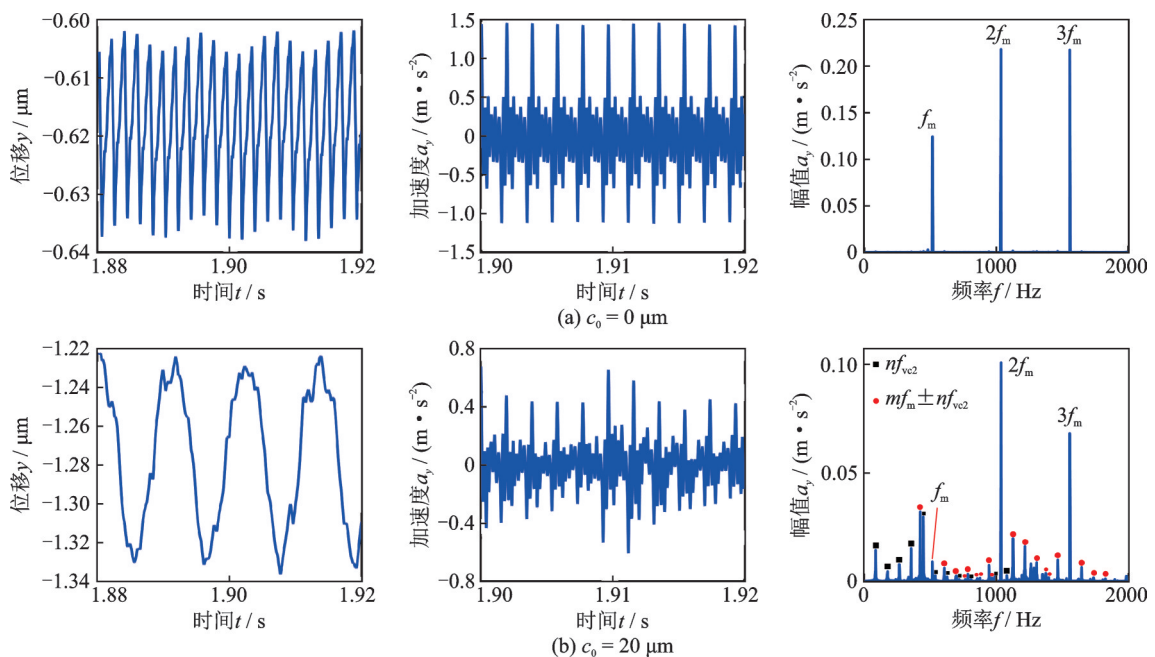 −0.60
−0.61
−0.62
−0.63
−0.64
位移y / μm
1.88
1.90
1.92
时间t / s
1.5
1.0
0.5
0
−0.5
−1.0
−1.5
加速度a_y / (m • s⁻²)
1.90
1.91
1.92
时间t / s
0.25
0.20
0.15
0.10
0.05
0
幅值a_y / (m • s⁻²)
f_m
2f_m
3f_m
0
1000
2000
频率f / Hz
(a) c₀ = 0 μm
−1.22
−1.24
−1.26
−1.28
−1.30
−1.32
−1.34
位移y / μm
1.88
1.90
1.92
时间t / s
0.8
0.4
0
−0.4
−0.8
加速度a_y / (m • s⁻²)
1.90
1.91
1.92
时间t / s
0.10
0.05
0
幅值a_y / (m • s⁻²)
nf_vc2
mf_m ± nf_vc2
f_m
2f_m
3f_m
0
1000
2000
频率f / Hz
(b) c₀ = 20 μm